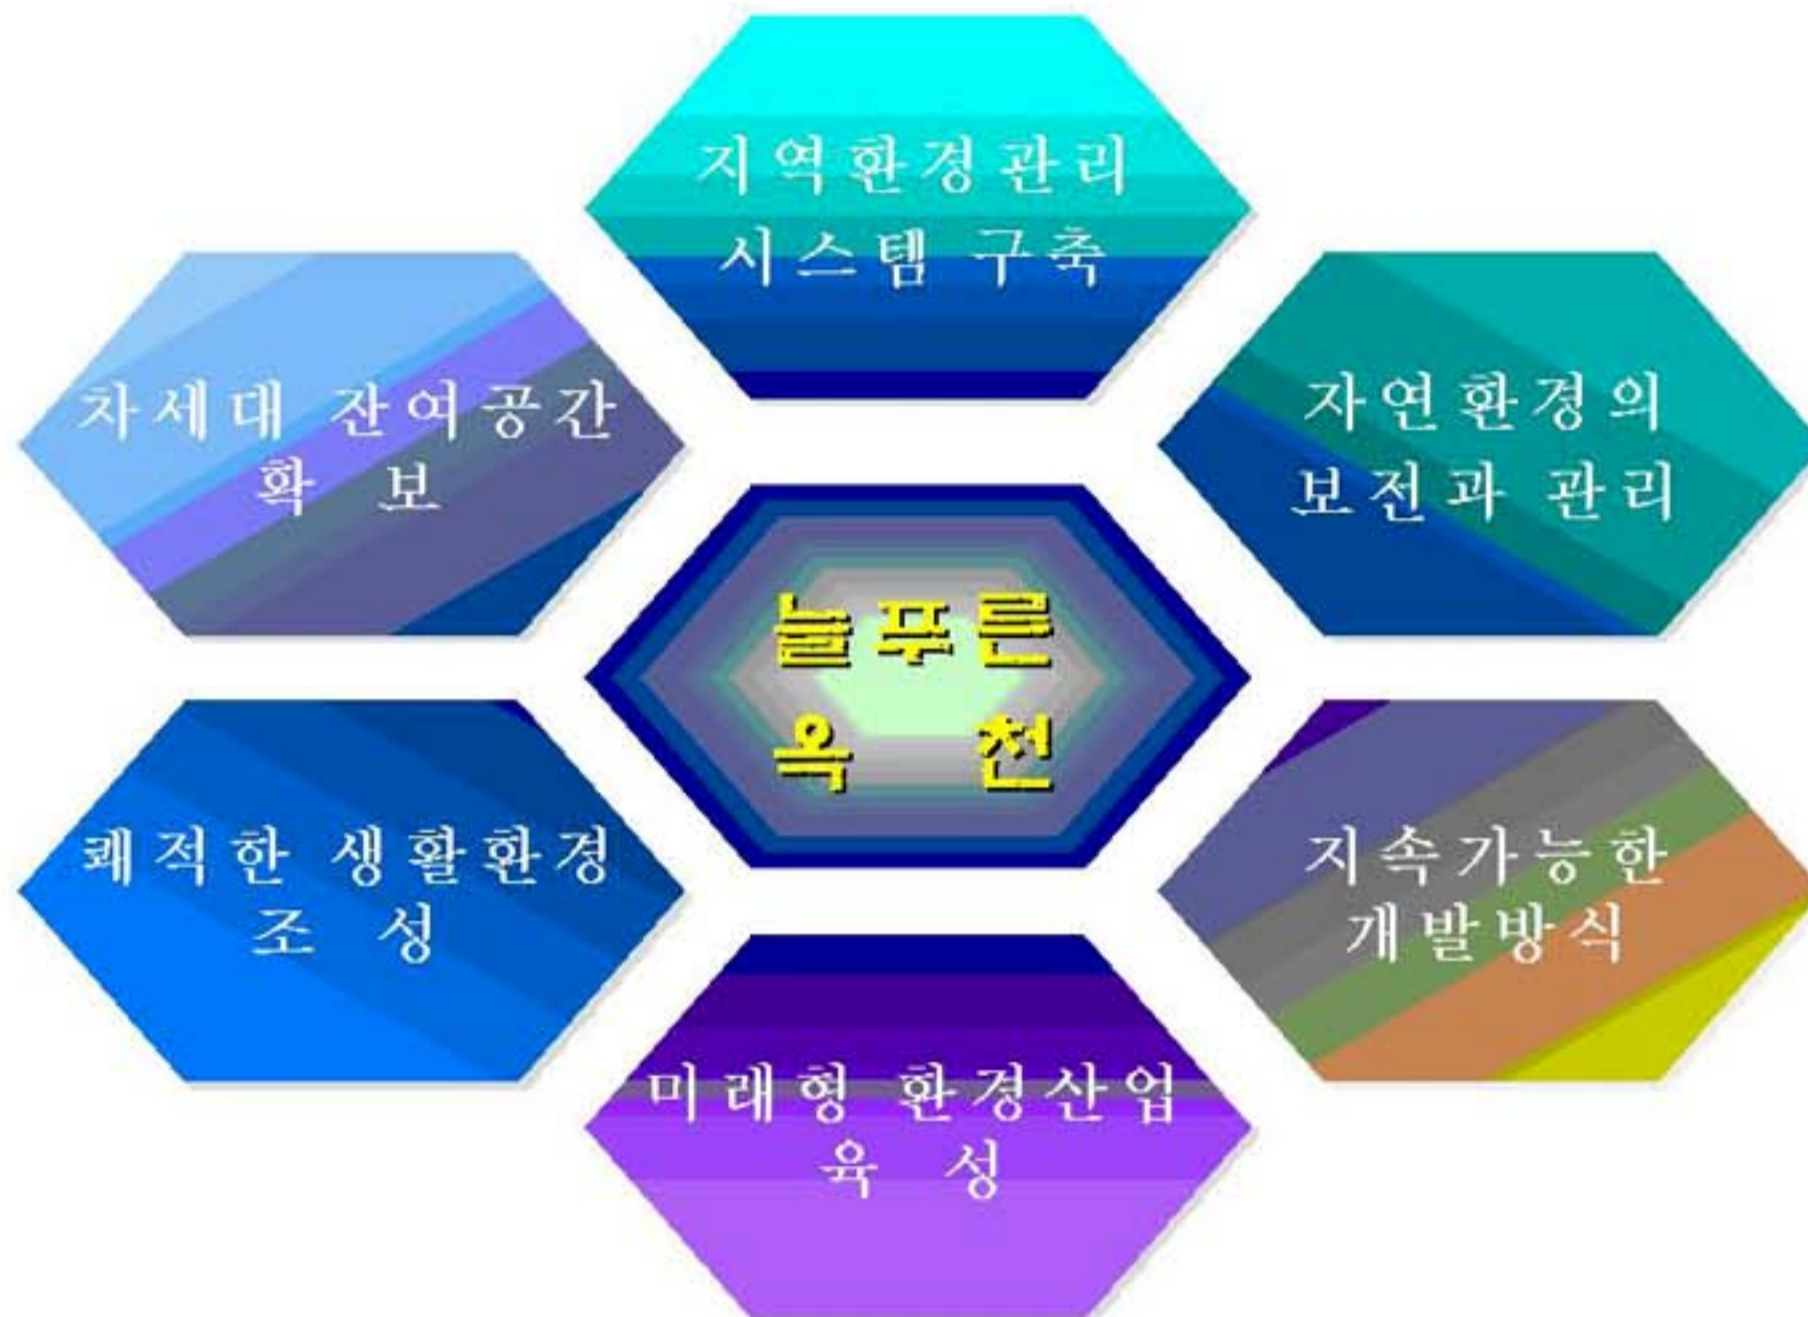 지역환경관리
시스템 구축
차세대 잔여공간
확 보
자연환경의
보전과 관리
늘푸른
옥 천
쾌적한 생활환경
조 성
지속가능한
개발방식
미래형 환경산업
육 성